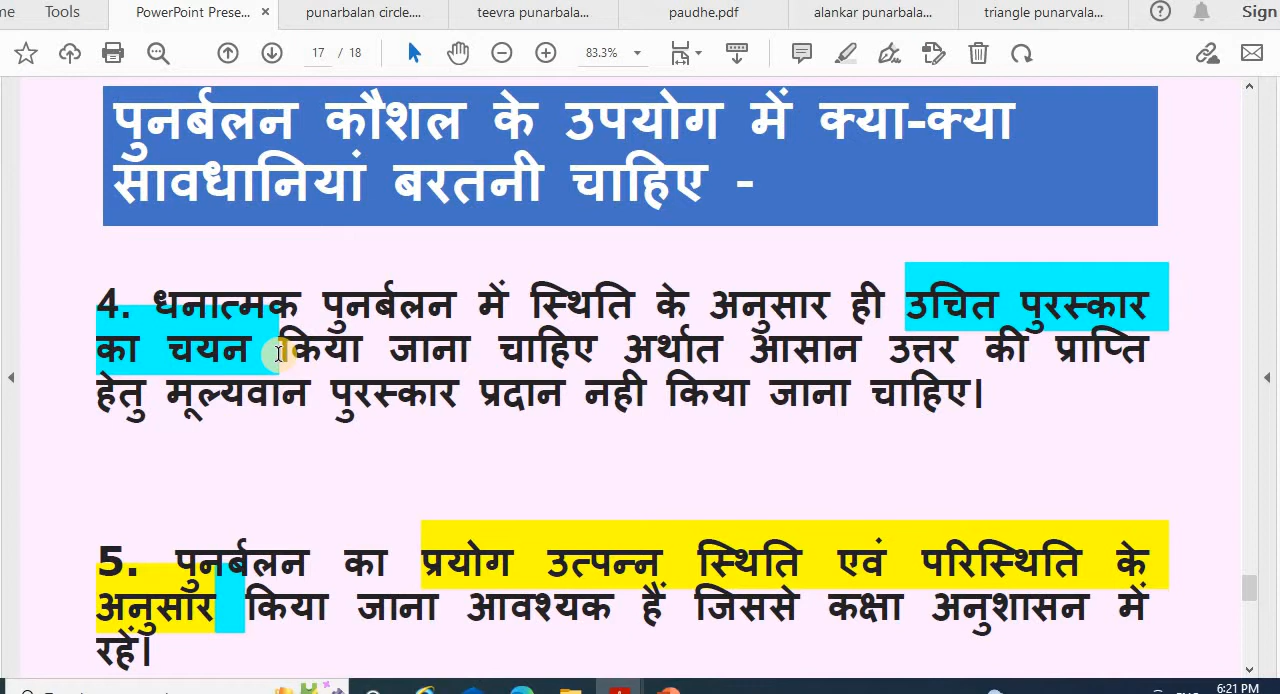 me Tools PowerPoint Prese... × punarbalan circle.... teevra punarbala... paudhe.pdf alankar punarbala... triangle punarvala... Sign
17 / 18 83.3%
पुनर्बलन कौशल के उपयोग में क्या-क्या
सावधानियां बरतनी चाहिए -
4. धनात्मक पुनर्बलन में स्थिति के अनुसार ही उचित पुरस्कार
का चयन किया जाना चाहिए अर्थात आसान उत्तर की प्राप्ति
हेतु मूल्यवान पुरस्कार प्रदान नही किया जाना चाहिए।
5. पुनर्बलन का प्रयोग उत्पन्न स्थिति एवं परिस्थिति के
अनुसार किया जाना आवश्यक हैं जिससे कक्षा अनुशासन में
रहें।
6:21 PM